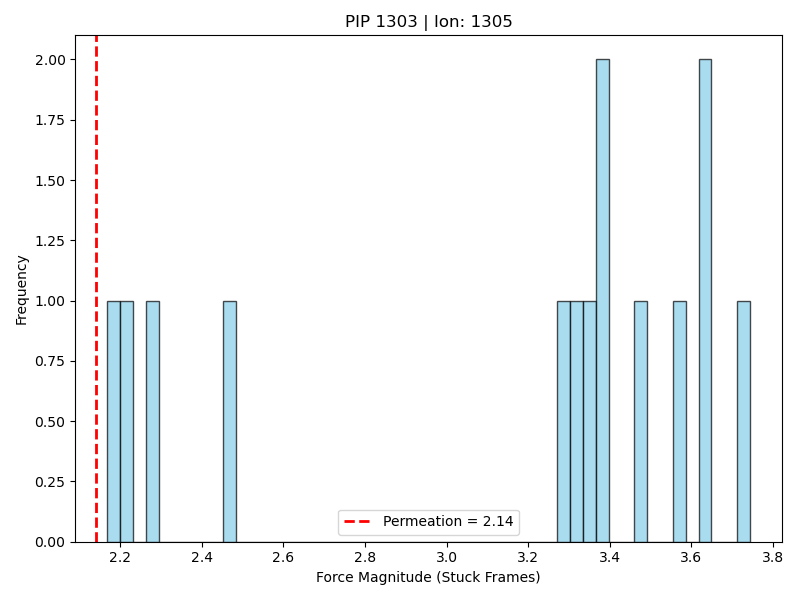 PIP 1303 | Ion: 1305
Frequency
2.00
1.75
1.50
1.25
1.00
0.75
0.50
0.25
0.00
Permeation = 2.14
2.2 2.4 2.6 2.8 3.0 3.2 3.4 3.6 3.8
Force Magnitude (Stuck Frames)